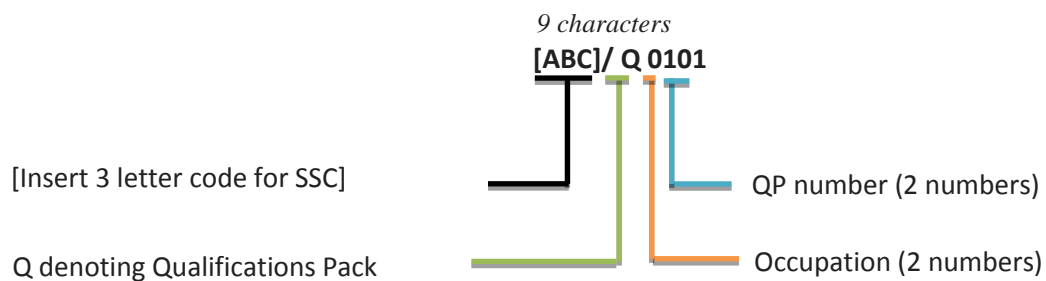 9 characters
[ABC]/ Q 0101
[Insert 3 letter code for SSC]
QP number (2 numbers)
Q denoting Qualifications Pack
Occupation (2 numbers)